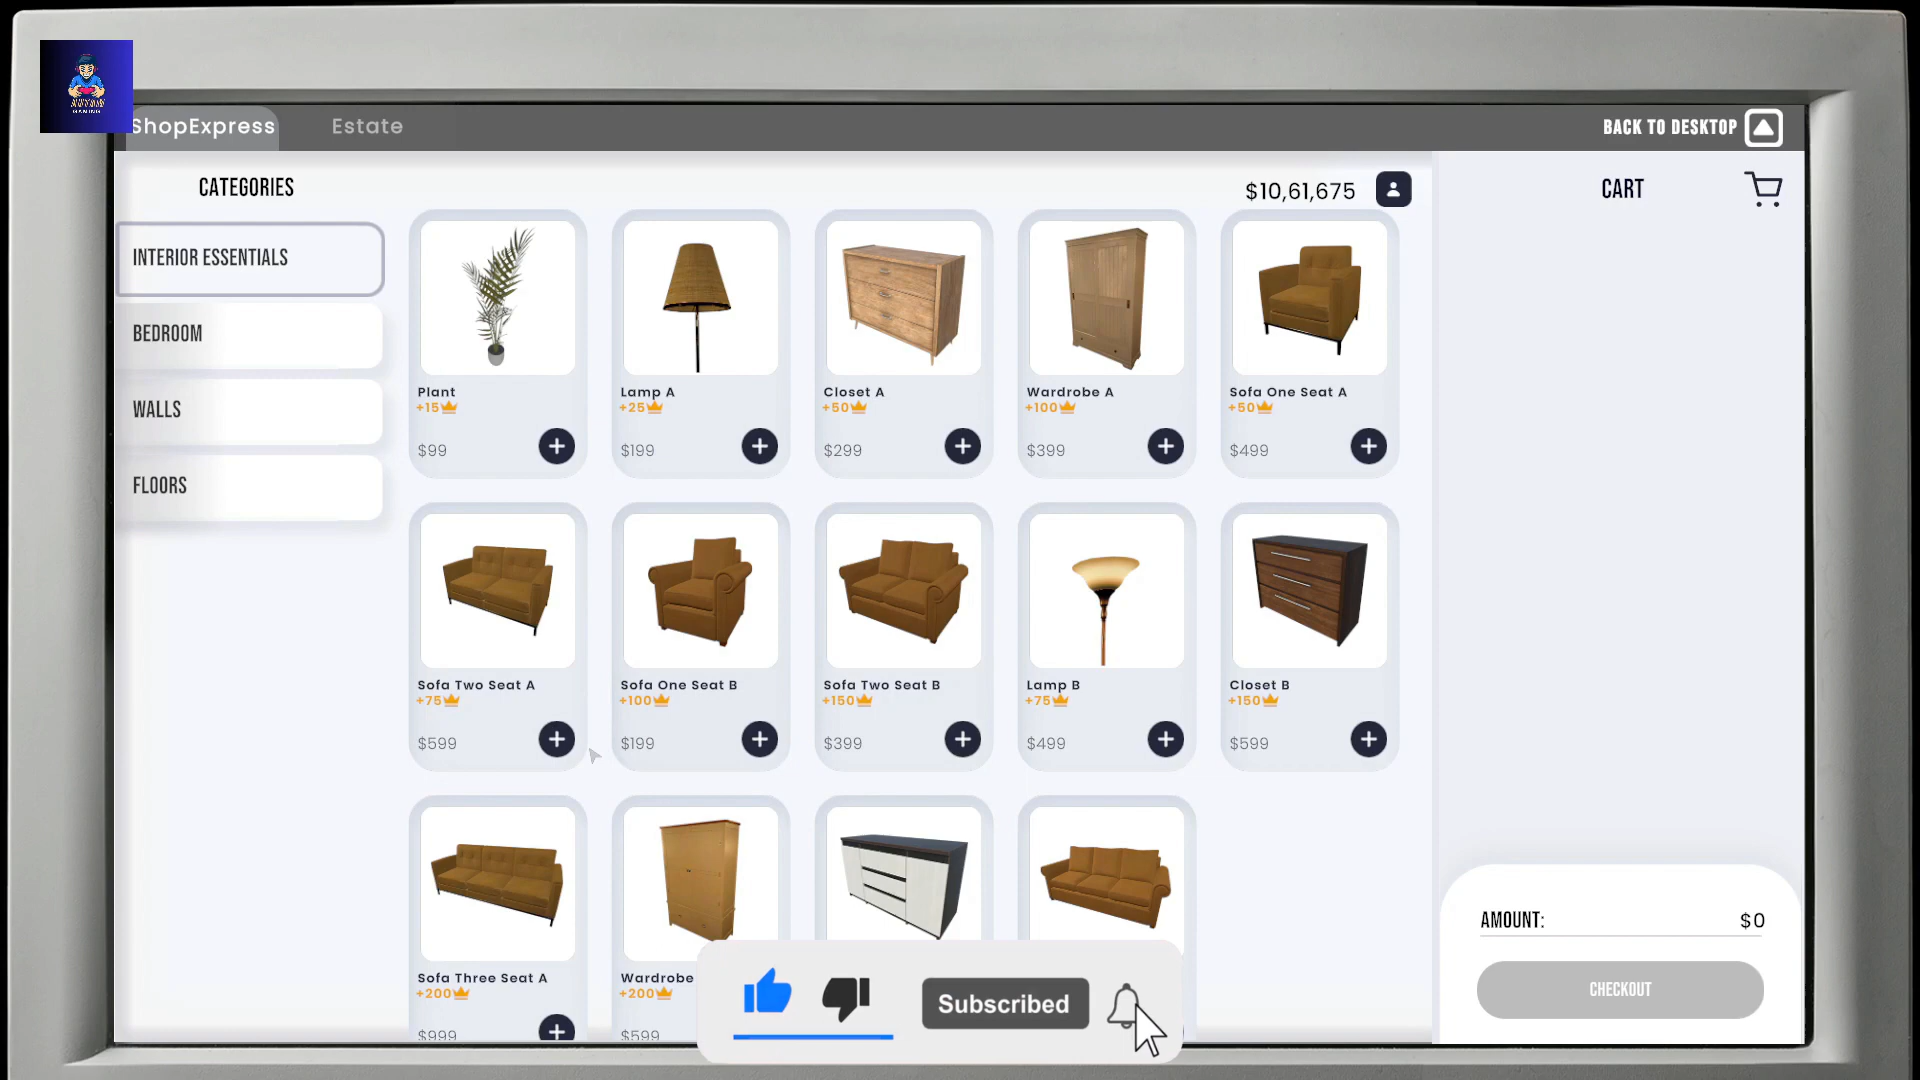 ShopExpress
Estate
BACK TO DESKTOP
CATEGORIES
$10,61,675
CART
INTERIOR ESSENTIALS
BEDROOM
WALLS
FLOORS
Plant
+15
$99
Lamp A
+25
$199
Closet A
+50
$299
Wardrobe A
+100
$399
Sofa One Seat A
+50
$499
Sofa Two Seat A
+75
$599
Sofa One Seat B
+100
$199
Sofa Two Seat B
+150
$399
Lamp B
+75
$499
Closet B
+150
$599
Sofa Three Seat A
+200
$999
Wardrobe
+200
$599
AMOUNT:
$0
CHECKOUT
Subscribed
GAMING